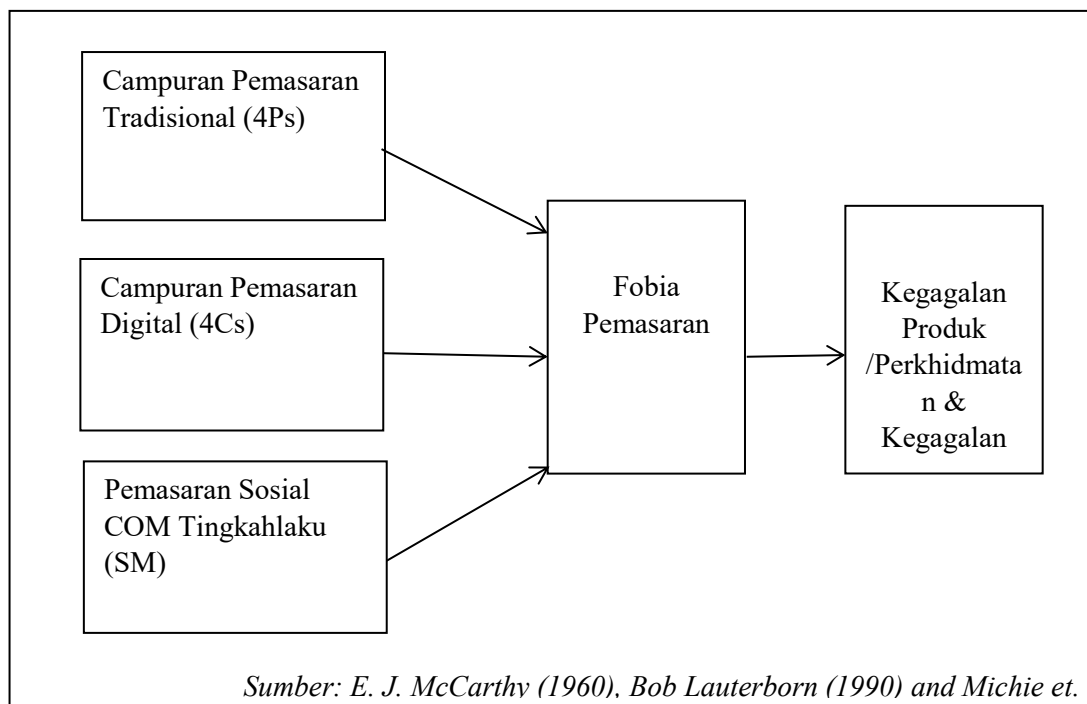 Campuran Pemasaran
Tradisional (4Ps)
Campuran Pemasaran
Digital (4Cs)
Pemasaran Sosial
COM Tingkahlaku
(SM)
Fobia
Pemasaran
Kegagalan
Produk
/Perkhidmata
n &
Kegagalan
Sumber: E. J. McCarthy (1960), Bob Lauterborn (1990) and Michie et.